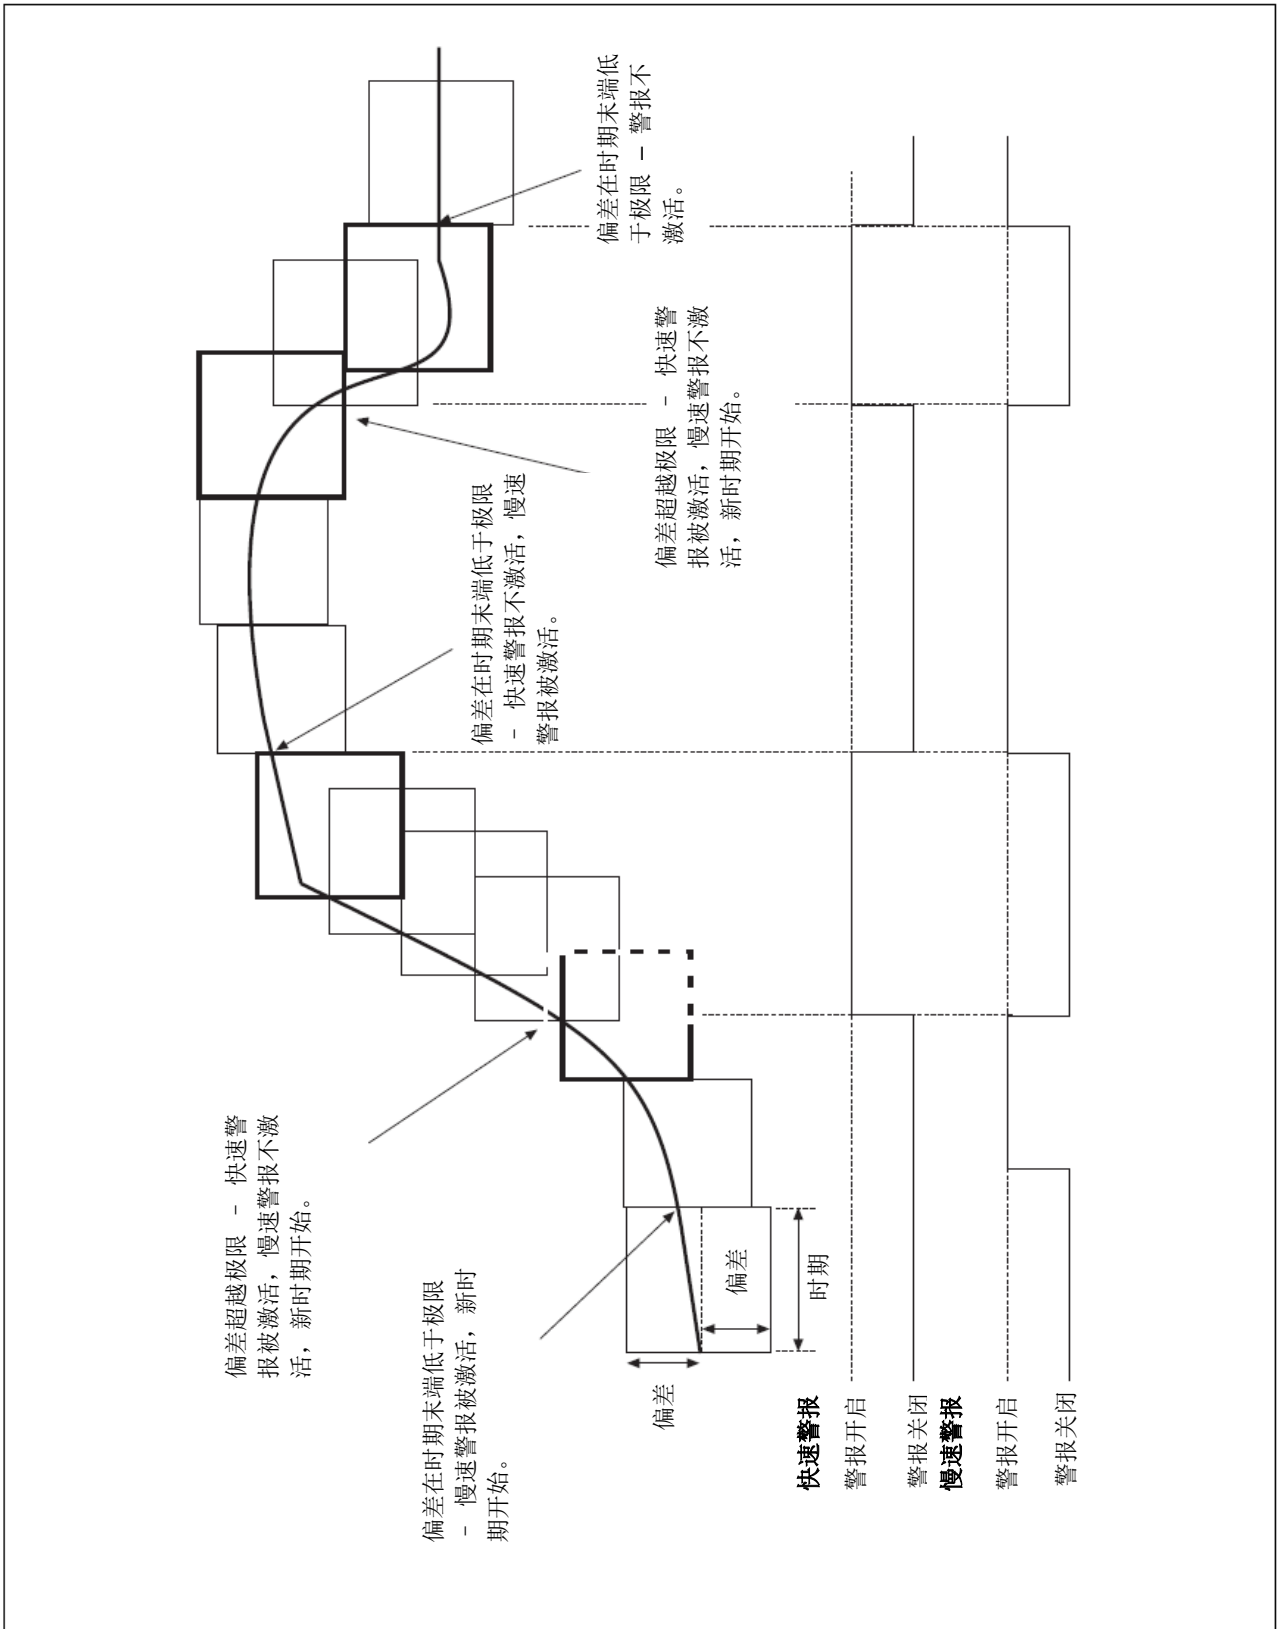 偏差超越极限 - 快速警
报被激活，慢速警报不激
活，新时期开始。
偏差在时期末端低于极限
- 慢速警报被激活，新时
期开始。
偏差在时期末端低于极限
- 快速警报不激活，慢速
警报被激活。
偏差超越极限 - 快速警
报被激活，慢速警报不激
活，新时期开始。
偏差在时期末端低
于极限 - 警报不
激活。
偏差
偏差
时期
快速警报
警报开启
警报关闭
慢速警报
警报开启
警报关闭